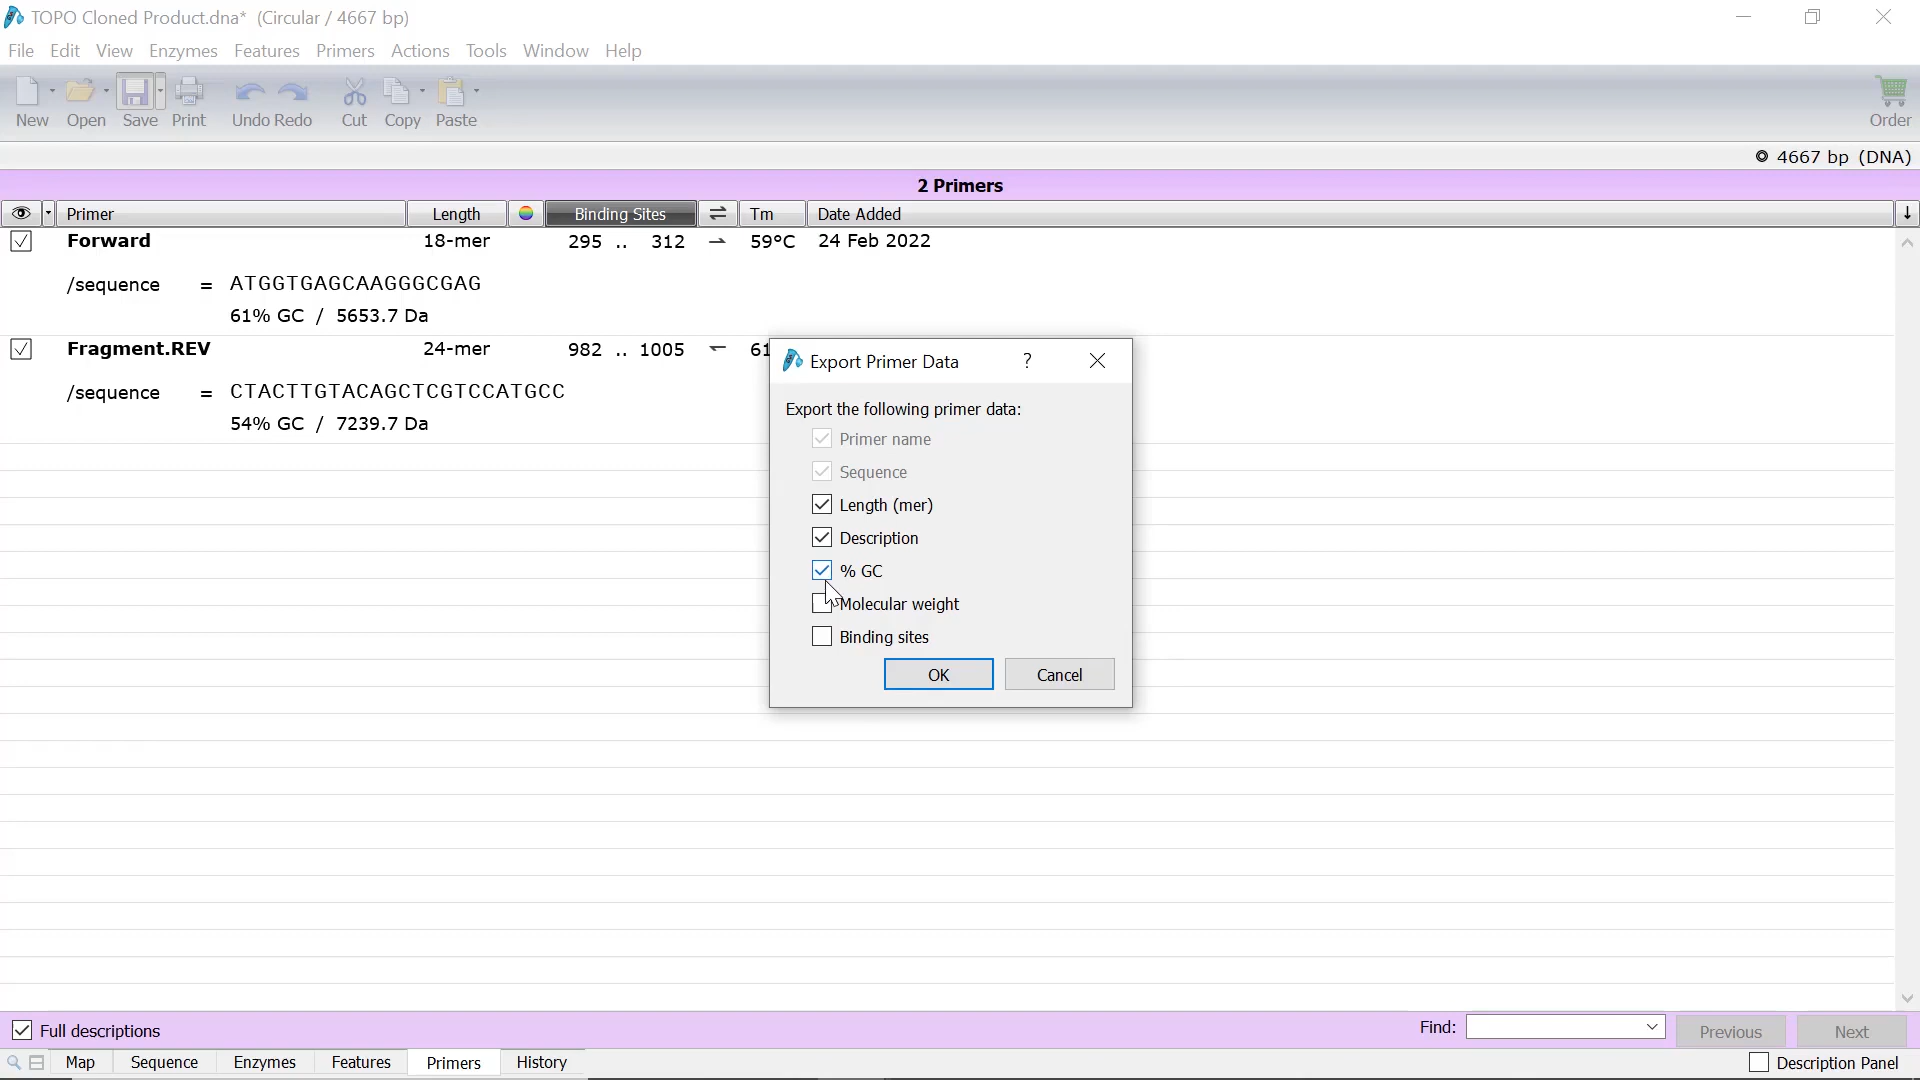 TOPO Cloned Product.dna* (Circular / 4667 bp)
File Edit View Enzymes Features Primers Actions Tools Window Help
New Open Save Print Undo Redo Cut Copy Paste Order
4667 bp (DNA)
2 Primers
Primer Length Binding Sites Tm Date Added
Forward 18-mer 295 .. 312 59°C 24 Feb 2022
/sequence = ATGGTGAGCAAGGGCGAG
61% GC / 5653.7 Da
Fragment.REV 24-mer 982 .. 1005 61
/sequence = CTACTTGTACAGCTCGTCCATGCC
54% GC / 7239.7 Da
Export Primer Data ?
Export the following primer data:
Primer name
Sequence
Length (mer)
Description
% GC
Molecular weight
Binding sites
OK Cancel
Full descriptions Find: Previous Next
Map Sequence Enzymes Features Primers History Description Panel